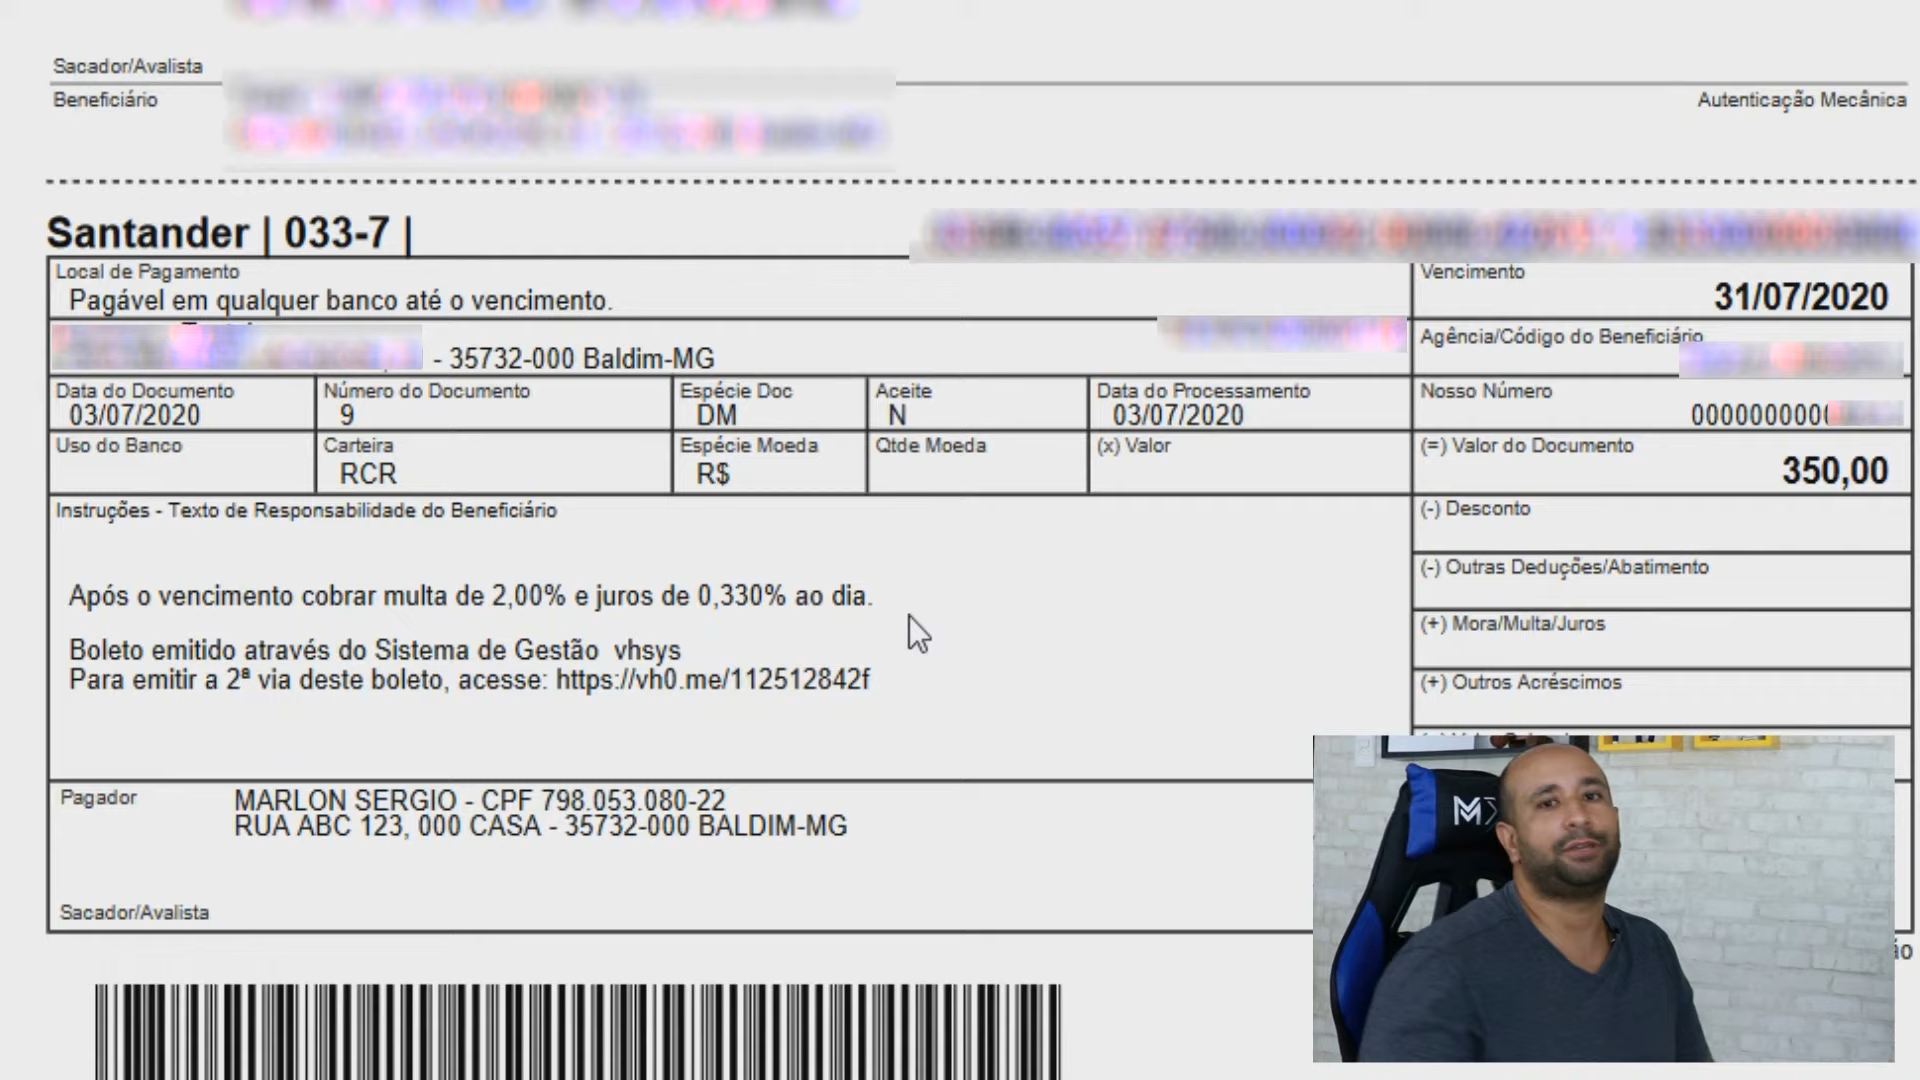 Sacador/Avalista
Beneficiário
Autenticação Mecânica
Santander | 033-7 |
Local de Pagamento
Pagável em qualquer banco até o vencimento.
Vencimento
31/07/2020
- 35732-000 Baldim-MG
Agência/Código do Beneficiário
Data do Documento
03/07/2020
Número do Documento
9
Espécie Doc
DM
Aceite
N
Data do Processamento
03/07/2020
Nosso Número
Uso do Banco
Carteira
RCR
Espécie Moeda
R$
Qtde Moeda
(x) Valor
(=) Valor do Documento
350,00
Instruções - Texto de Responsabilidade do Beneficiário
Após o vencimento cobrar multa de 2,00% e juros de 0,330% ao dia.
Boleto emitido através do Sistema de Gestão vhsys
Para emitir a 2ª via deste boleto, acesse: https://vh0.me/112512842f
(-) Desconto
(-) Outras Deduções/Abatimento
(+) Mora/Multa/Juros
(+) Outros Acréscimos
Pagador
MARLON SERGIO - CPF 798.053.080-22
RUA ABC 123, 000 CASA - 35732-000 BALDIM-MG
Sacador/Avalista